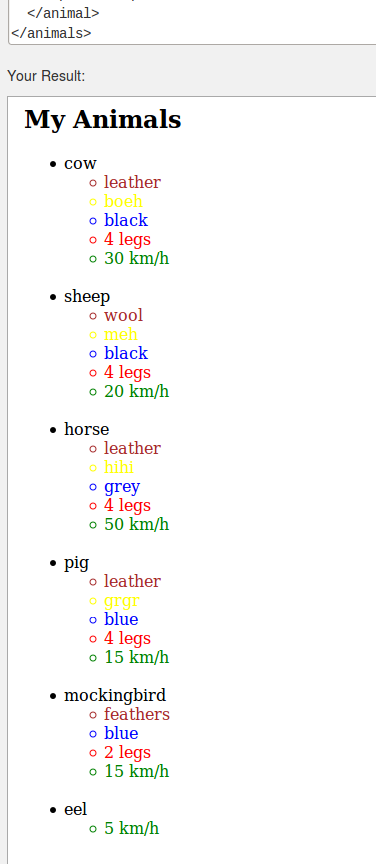 </animal>
</animals>
Your Result:
My Animals
cow
leather
boeh
black
4 legs
30 km/h
sheep
wool
meh
black
4 legs
20 km/h
horse
leather
hihi
grey
4 legs
50 km/h
pig
leather
grgr
blue
4 legs
15 km/h
mockingbird
feathers
blue
2 legs
15 km/h
eel
5 km/h